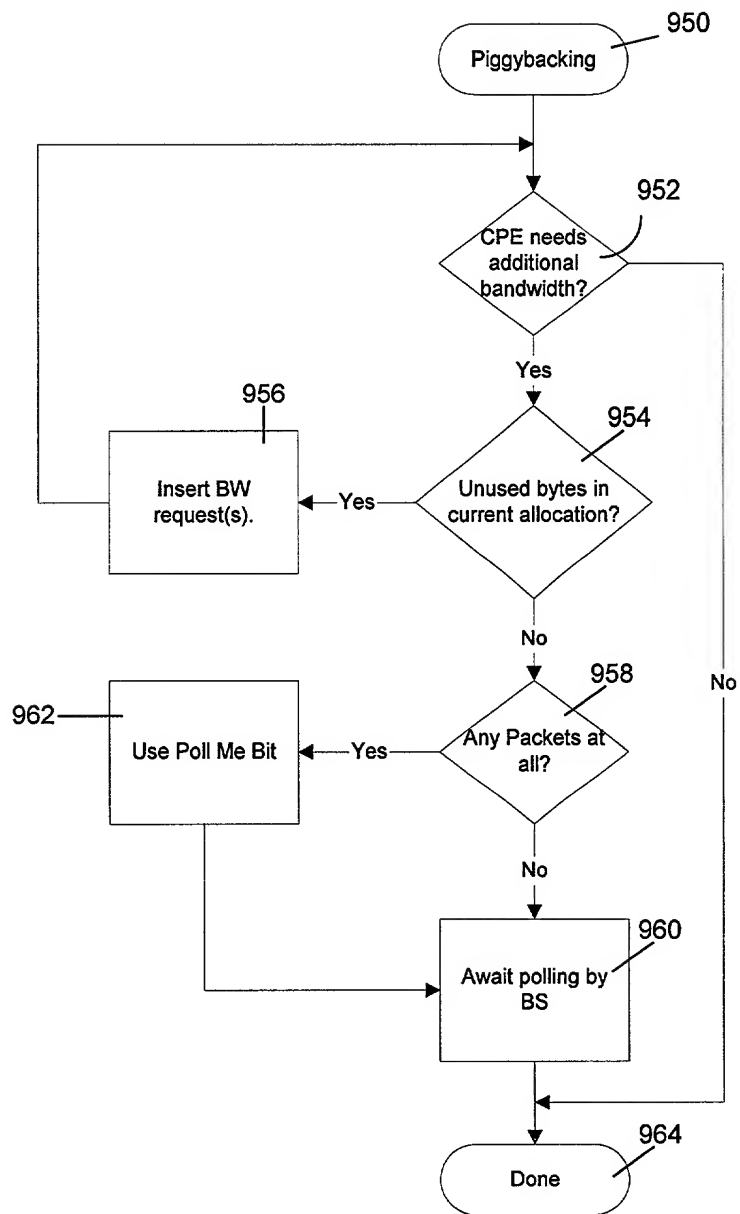 950
Piggybacking
952
CPE needs
additional
bandwidth?
Yes
No
956
954
Insert BW
request(s).
Yes
Unused bytes in
current allocation?
No
958
962
Use Poll Me Bit
Yes
Any Packets at
all?
No
960
Await polling by
BS
964
Done